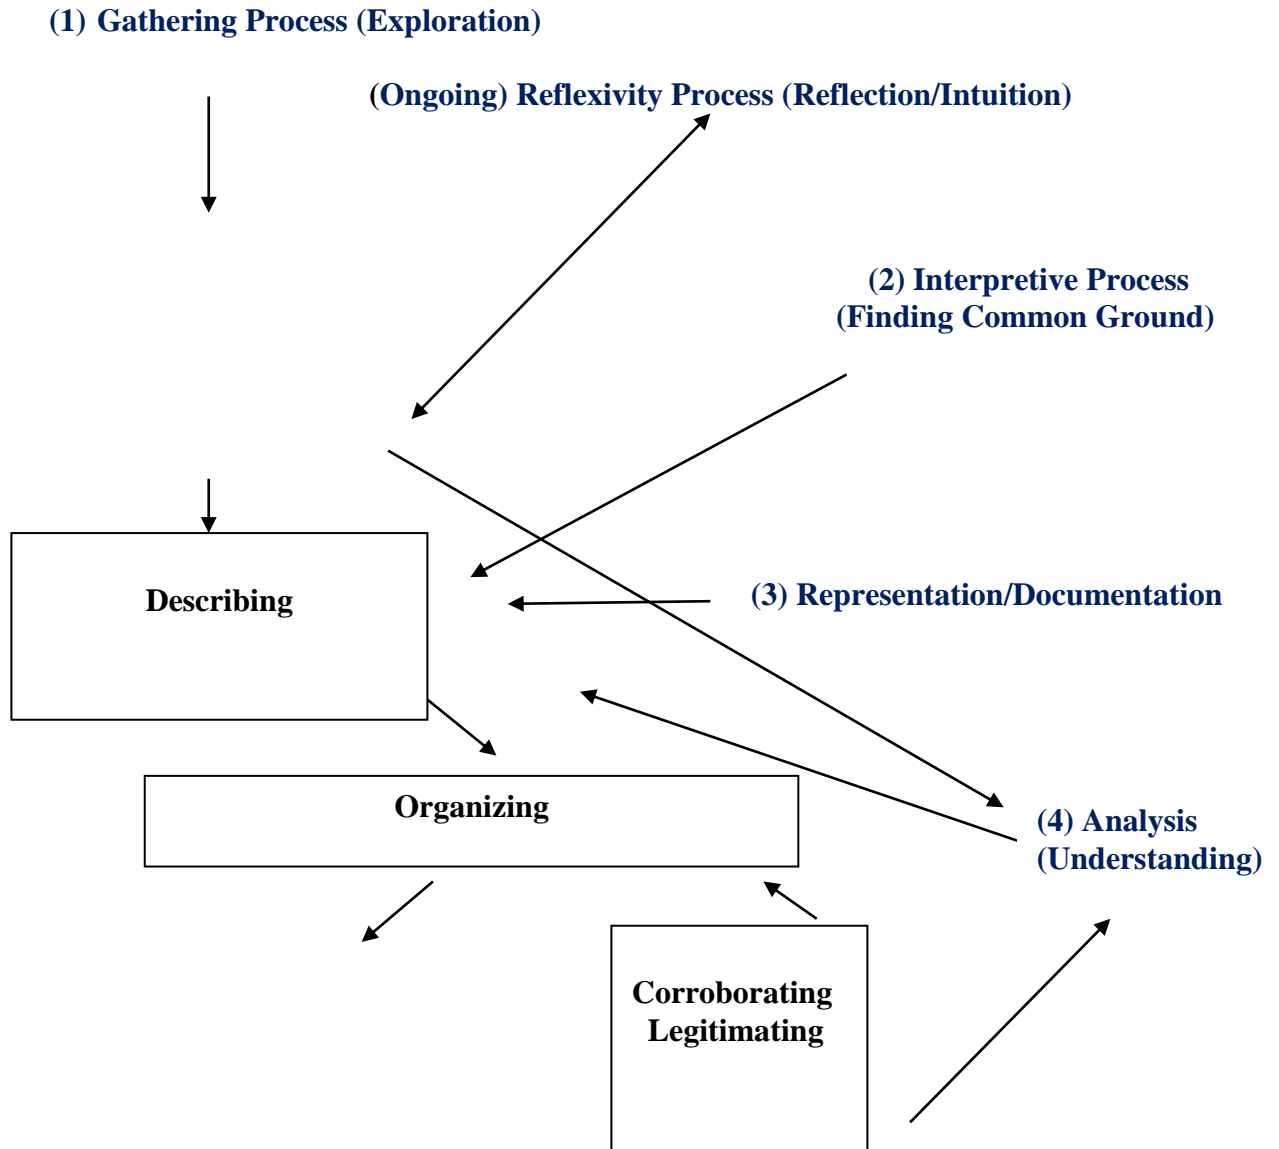 (1) Gathering Process (Exploration)
(Ongoing) Reflexivity Process (Reflection/Intuition)
(2) Interpretive Process
(Finding Common Ground)
Describing
(3) Representation/Documentation
Organizing
(4) Analysis
(Understanding)
Corroborating
Legitimating